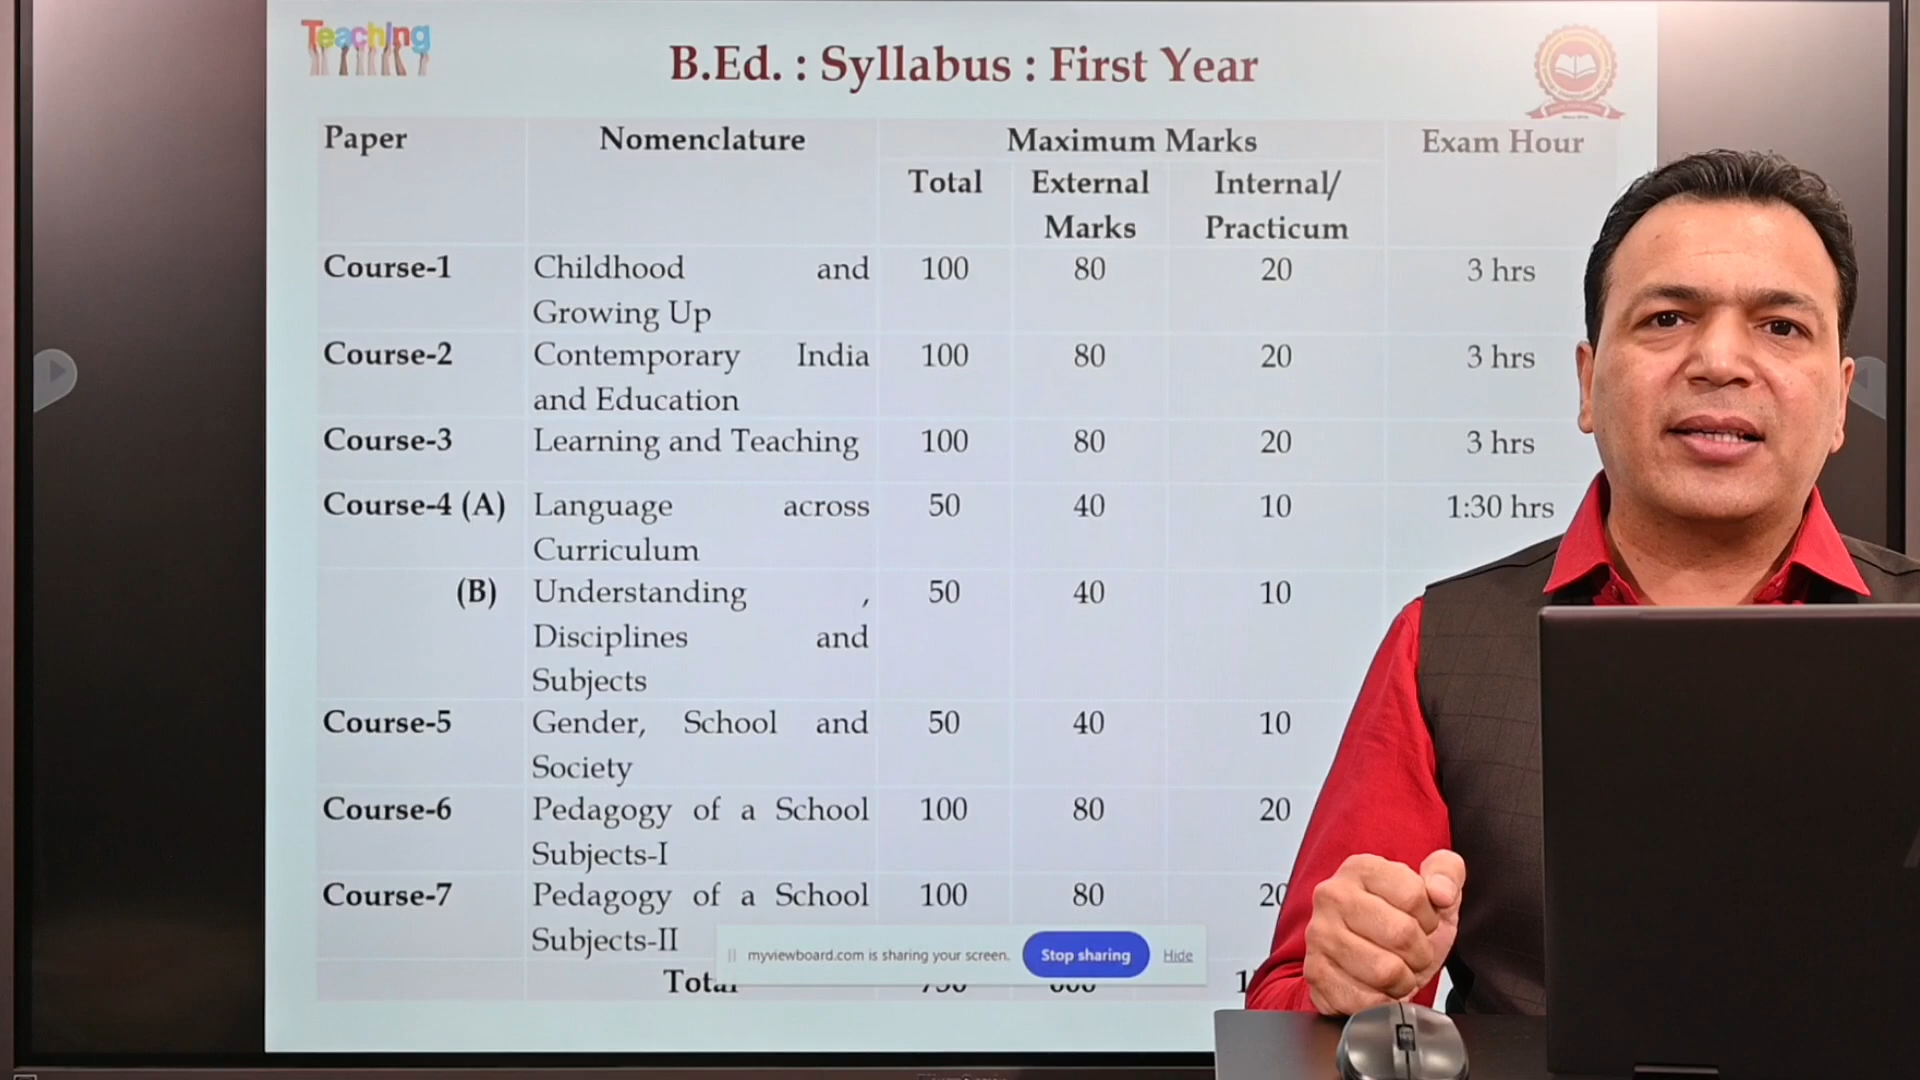 Teaching
B.Ed. : Syllabus : First Year
Paper Nomenclature Maximum Marks Exam Hour
Total External Marks Internal/ Practicum
Course-1 Childhood and 100 80 20 3 hrs
Growing Up
Course-2 Contemporary India 100 80 20 3 hrs
and Education
Course-3 Learning and Teaching 100 80 20 3 hrs
Course-4 (A) Language across 50 40 10 1:30 hrs
Curriculum
(B) Understanding , 50 40 10
Disciplines and
Subjects
Course-5 Gender, School and 50 40 10
Society
Course-6 Pedagogy of a School 100 80 20
Subjects-I
Course-7 Pedagogy of a School 100 80 20
Subjects-II
myviewboard.com is sharing your screen. Stop sharing Hide
Total 750 600